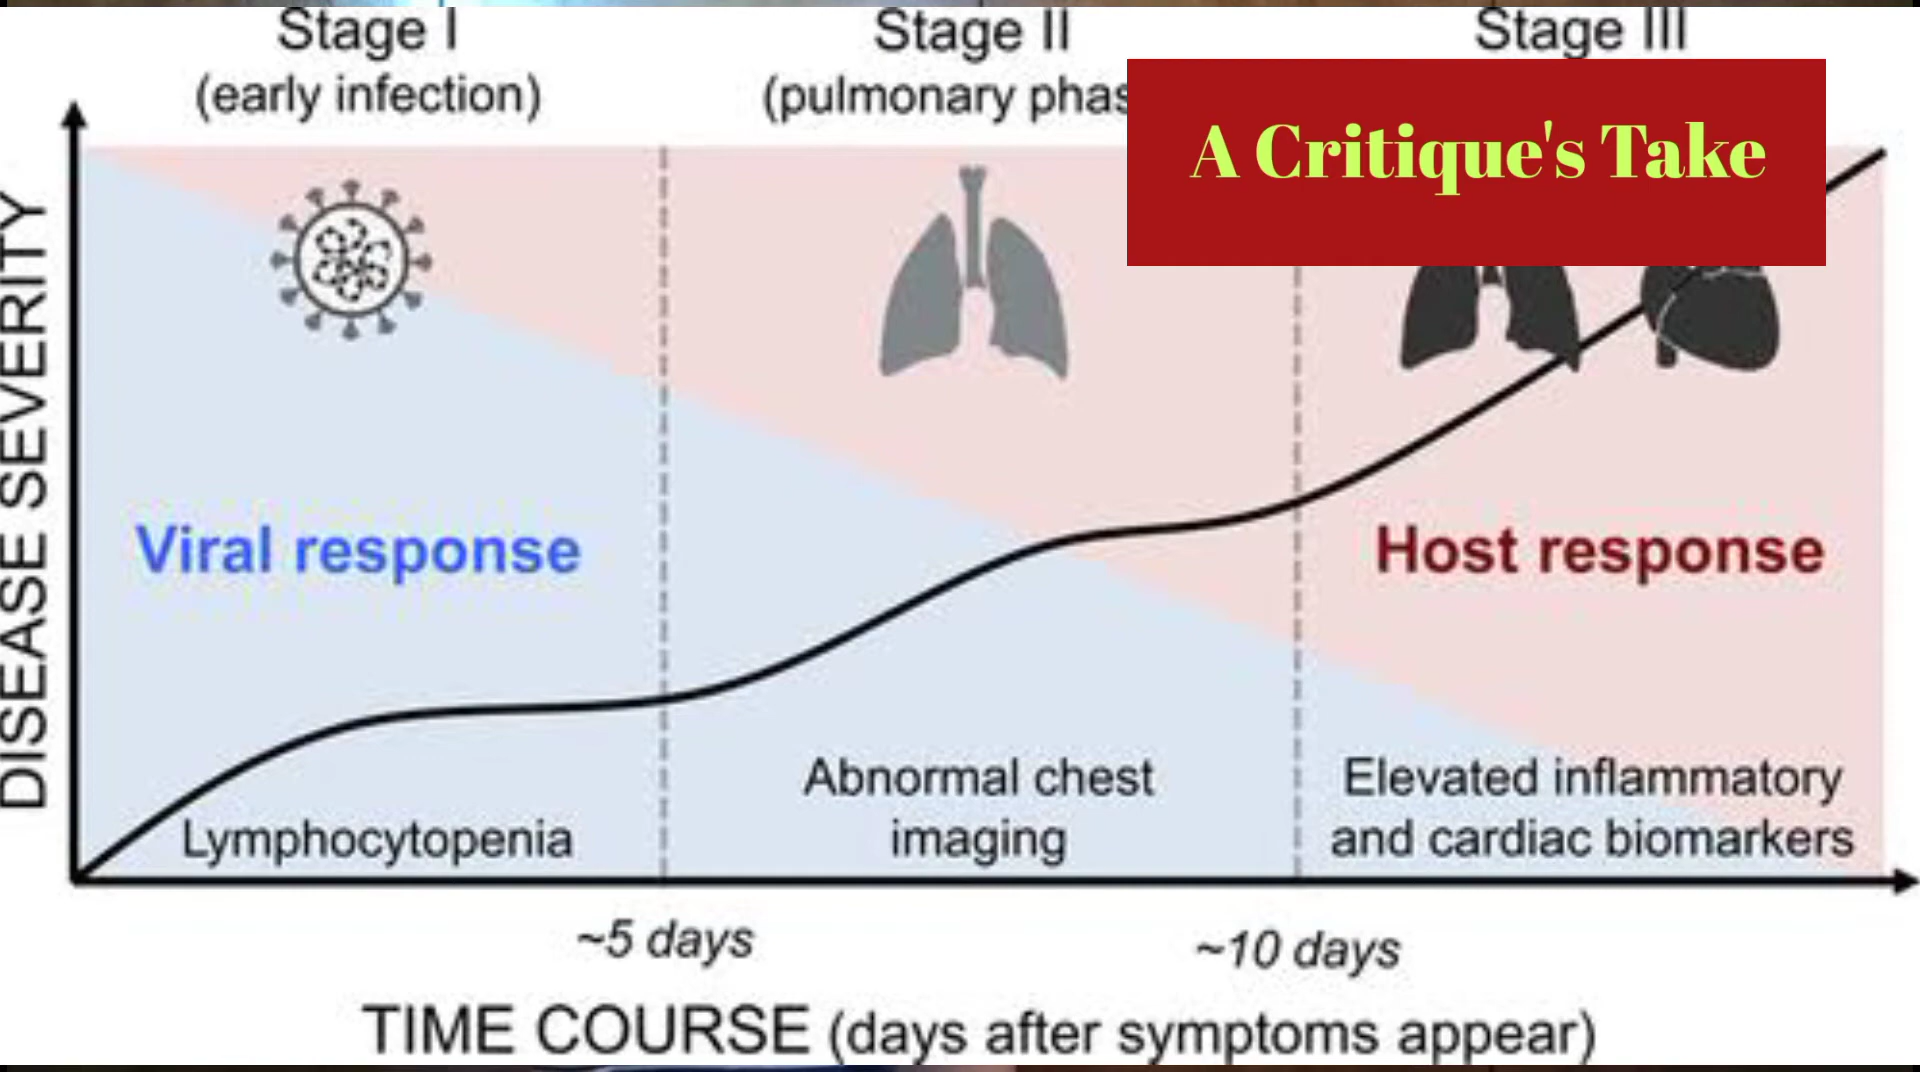 Stage I
(early infection)
Stage II
(pulmonary phas
Stage III
A Critique's Take
DISEASE SEVERITY
Viral response
Host response
Lymphocytopenia
Abnormal chest
imaging
Elevated inflammatory
and cardiac biomarkers
~5 days
~10 days
TIME COURSE (days after symptoms appear)